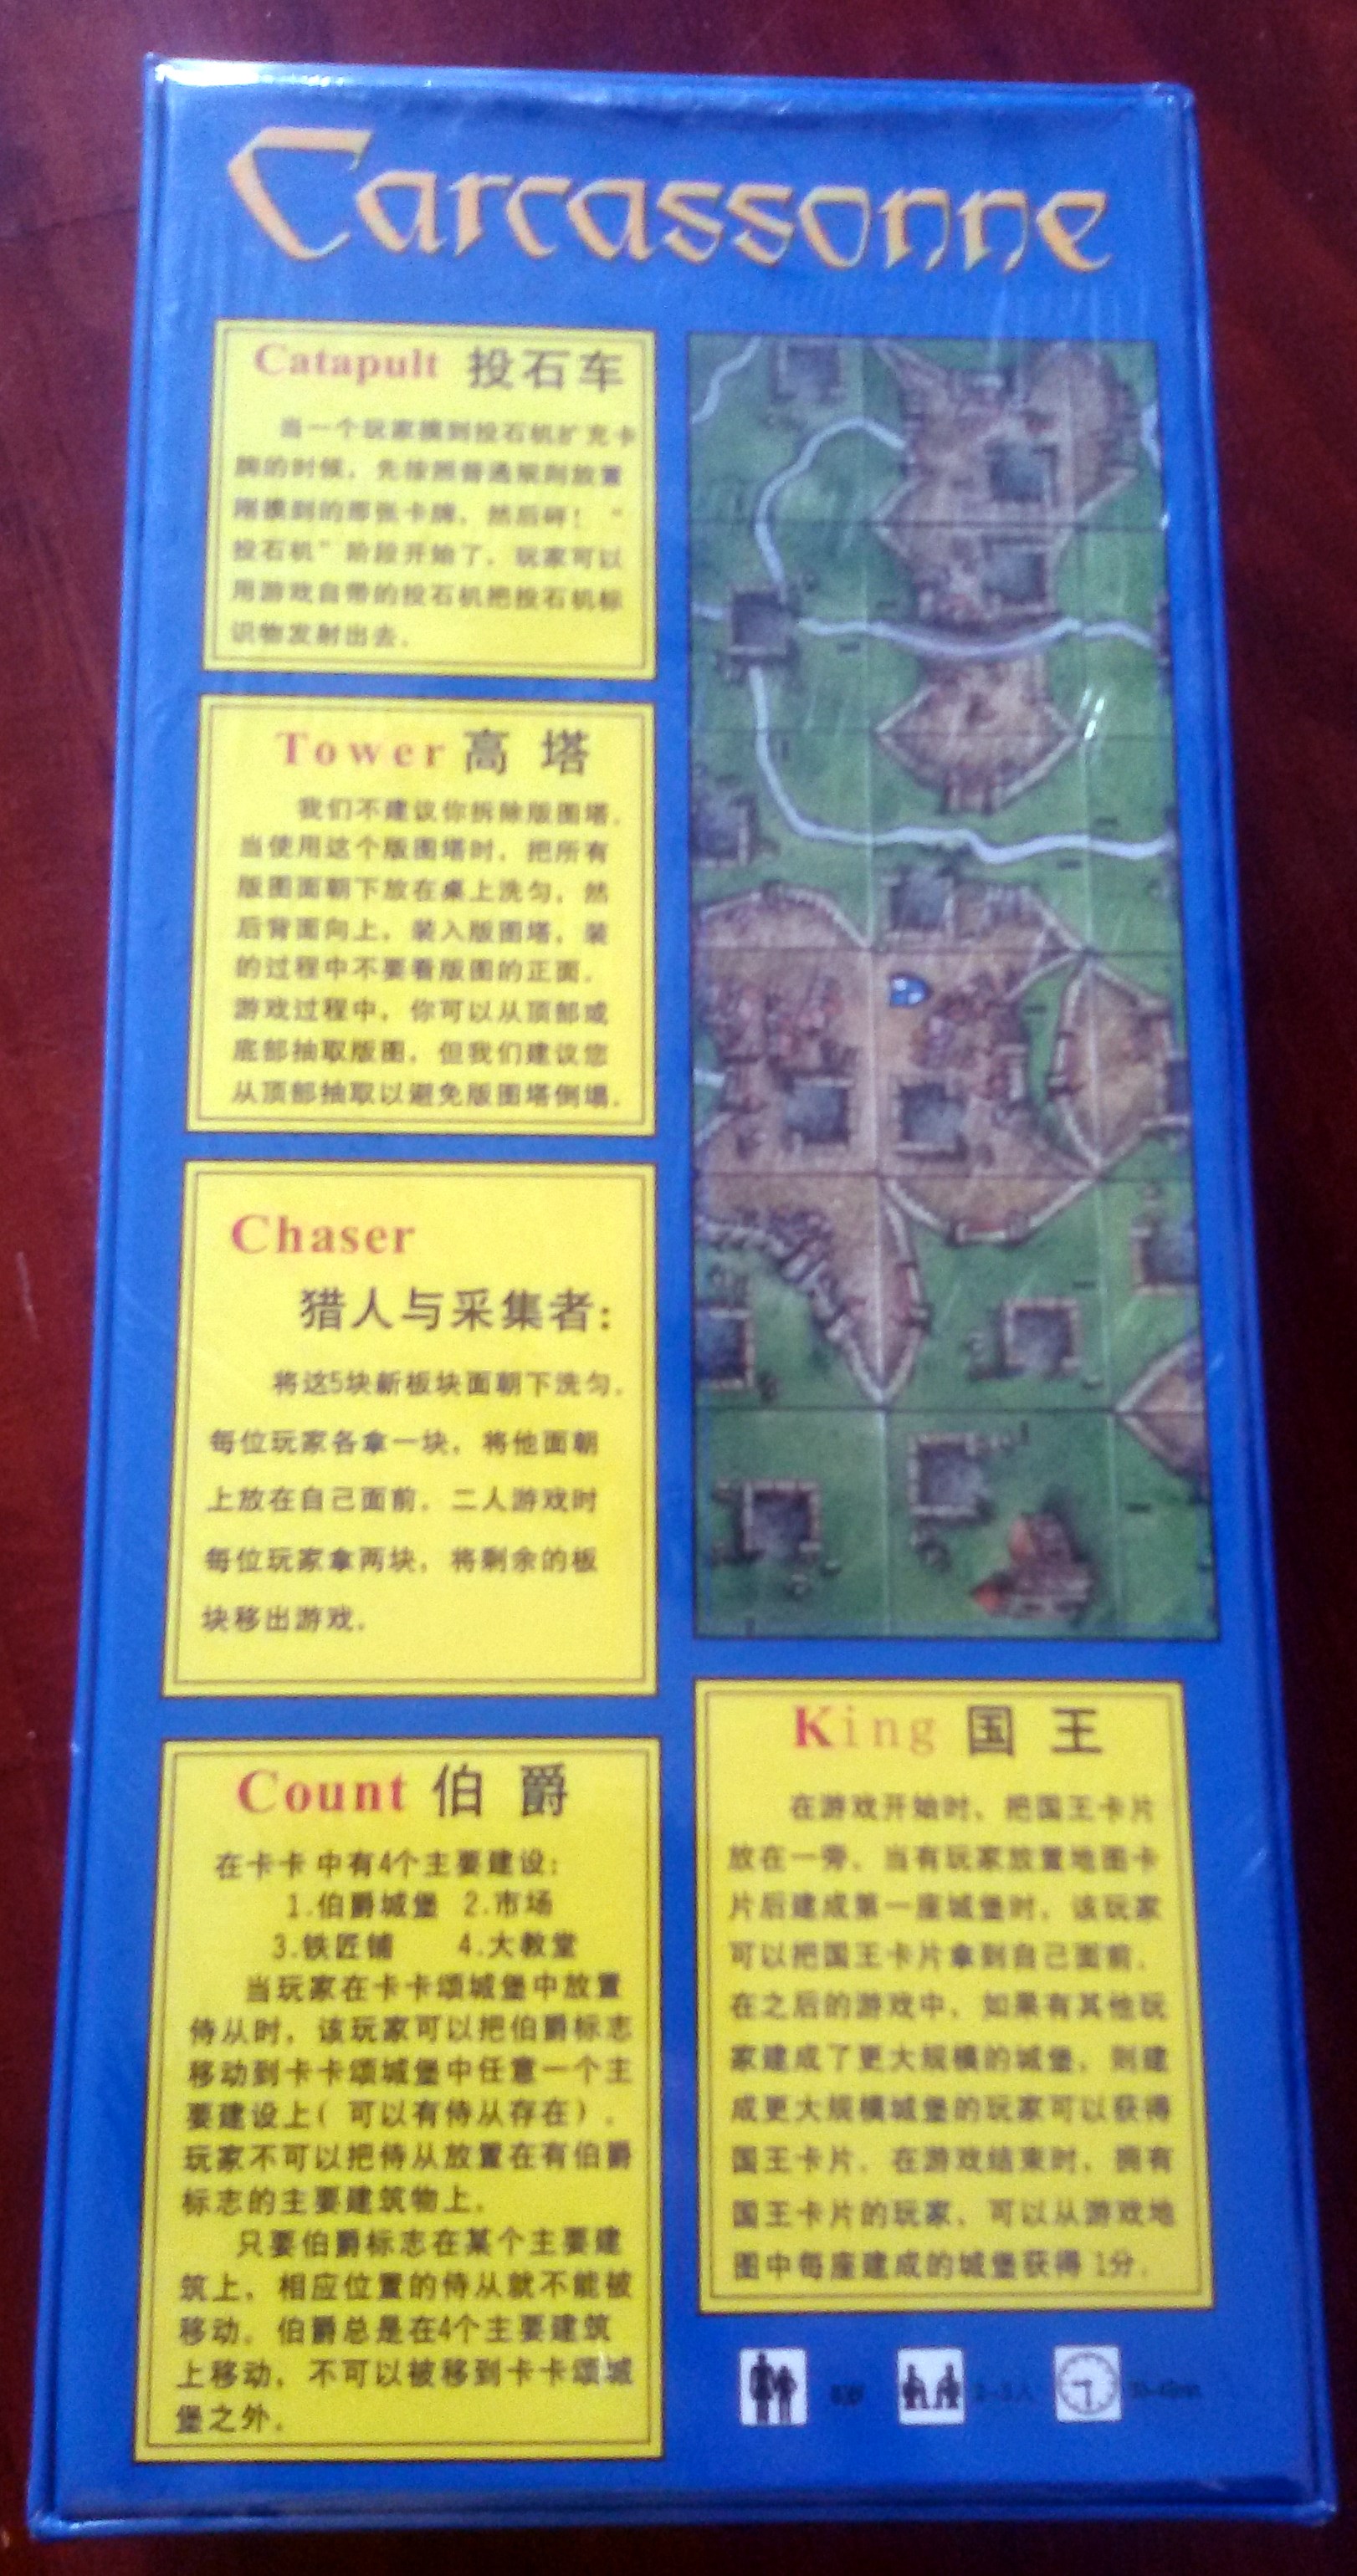 Carcassonne
Catapult 投石车
当一个玩家摸到投石机扩充卡
牌的时候，先按照普通规则放置
刚摸到的那张卡牌，然后砰！“
投石机”阶段开始了，玩家可以
用游戏自带的投石机把投石机标
识物发射出去。
Tower 高 塔
我们不建议你拆除版图塔，
当使用这个版图塔时，把所有
版图面朝下放在桌上洗匀，然
后背面向上，装入版图塔，装
的过程中不要看版图的正面。
游戏过程中，你可以从顶部或
底部抽取版图，但我们建议您
从顶部抽取以避免版图塔倒塌。
Chaser
猎人与采集者:
将这5块新板块面朝下洗匀，
每位玩家各拿一块，将他面朝
上放在自己面前。二人游戏时
每位玩家拿两块，将剩余的板
块移出游戏。
Count 伯 爵
在卡卡 中有4个主要建设:
1.伯爵城堡 2.市场
3.铁匠铺 4.大教堂
当玩家在卡卡颂城堡中放置
侍从时，该玩家可以把伯爵标志
移动到卡卡颂城堡中任意一个主
要建设上( 可以有侍从存在)。
玩家不可以把侍从放置在有伯爵
标志的主要建筑物上。
只要伯爵标志在某个主要建
筑上，相应位置的侍从就不能被
移动。伯爵总是在4个主要建筑
上移动，不可以被移到卡卡颂城
堡之外。
King 国 王
在游戏开始时，把国王卡片
放在一旁。当有玩家放置地图卡
片后建成第一座城堡时，该玩家
可以把国王卡片拿到自己面前。
在之后的游戏中，如果有其他玩
家建成了更大规模的城堡，则建
成更大规模城堡的玩家可以获得
国王卡片。在游戏结束时，拥有
国王卡片的玩家，可以从游戏地
图中每座建成的城堡获得 1分。